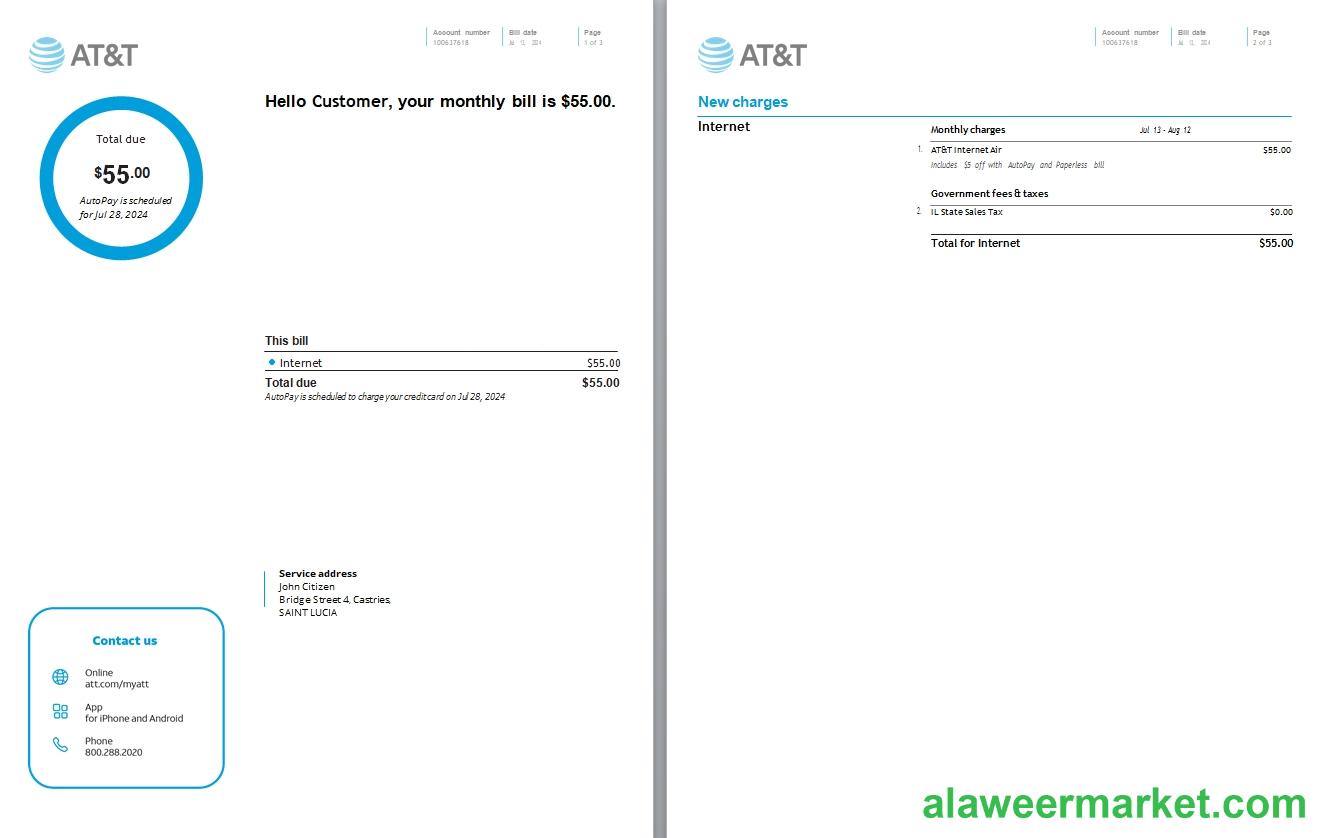 AT&T
Account number
100637618
Bill date
Jul 13, 2024
Page
1 of 3
Total due
$55.00
AutoPay is scheduled
for Jul 28, 2024
Hello Customer, your monthly bill is $55.00.
This bill
Internet $55.00
Total due $55.00
AutoPay is scheduled to charge your credit card on Jul 28, 2024
Service address
John Citizen
Bridge Street 4, Castries,
SAINT LUCIA
Contact us
Online
att.com/myatt
App
for iPhone and Android
Phone
800.288.2020
AT&T
Account number
100637618
Bill date
Page
2 of 3
New charges
Internet
Monthly charges Jul 13 - Aug 12
1. AT&T Internet Air $55.00
Includes $5 off with AutoPay and Paperless bill
Government fees & taxes
2. IL State Sales Tax $0.00
Total for Internet $55.00
alaweermarket.com